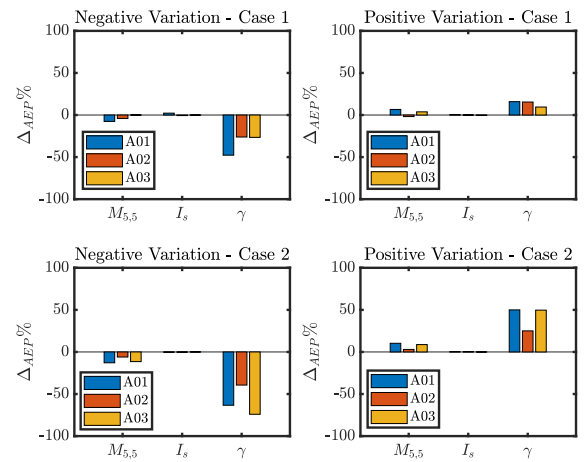 Negative Variation - Case 1
100
50
0
-50
-100
Δ_AEP%
A01
A02
A03
M_5,5
I_s
γ
Positive Variation - Case 1
100
50
0
-50
-100
Δ_AEP%
A01
A02
A03
M_5,5
I_s
γ
Negative Variation - Case 2
100
50
0
-50
-100
Δ_AEP%
A01
A02
A03
M_5,5
I_s
γ
Positive Variation - Case 2
100
50
0
-50
-100
Δ_AEP%
A01
A02
A03
M_5,5
I_s
γ